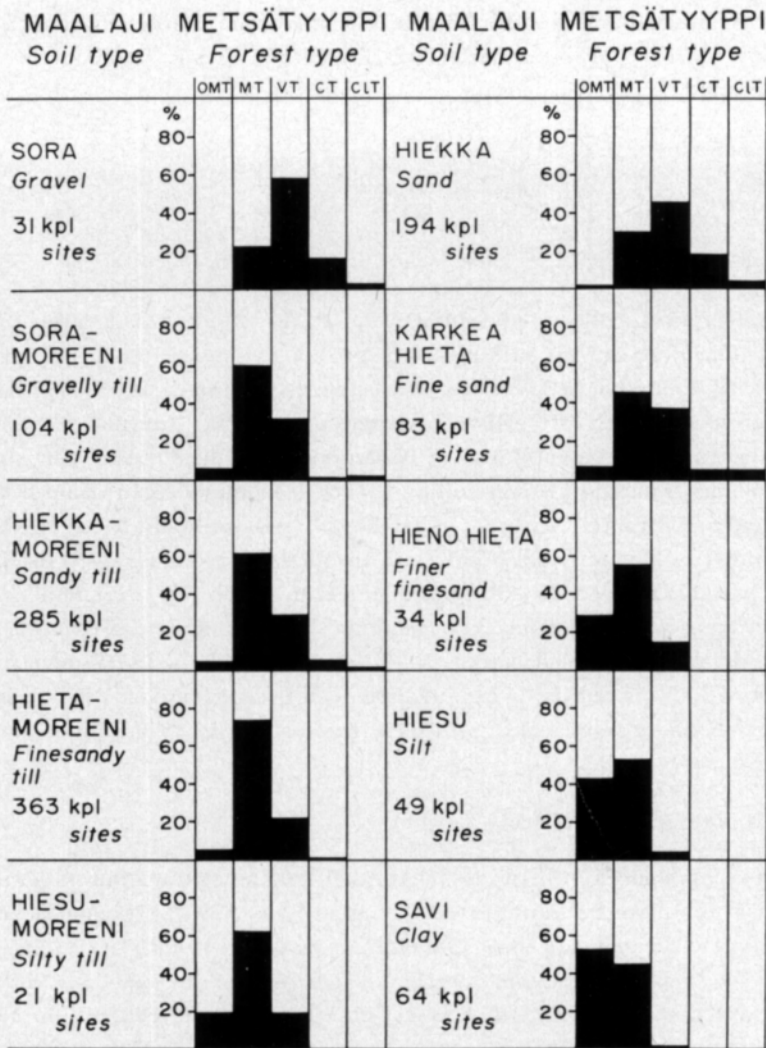 MAALAJI METSÄTYYPPI MAALAJI METSÄTYYPPI
Soil type Forest type Soil type Forest type
OMT MT VT CT CLT OMT MT VT CT CLT
%
80
60
40
20
SORA
Gravel
31 kpl
sites
%
80
60
40
20
HIEKKA
Sand
194 kpl
sites
80
60
40
20
SORA-
MOREENI
Gravelly till
104 kpl
sites
80
60
40
20
KARKEA
HIETA
Fine sand
83 kpl
sites
80
60
40
20
HIEKKA-
MOREENI
Sandy till
285 kpl
sites
80
60
40
20
HIENO HIETA
Finer
finesand
34 kpl
sites
80
60
40
20
HIETA-
MOREENI
Finesandy
till
363 kpl
sites
80
60
40
20
HIESU
Silt
49 kpl
sites
80
60
40
20
HIESU-
MOREENI
Silty till
21 kpl
sites
80
60
40
20
SAVI
Clay
64 kpl
sites
80
60
40
20